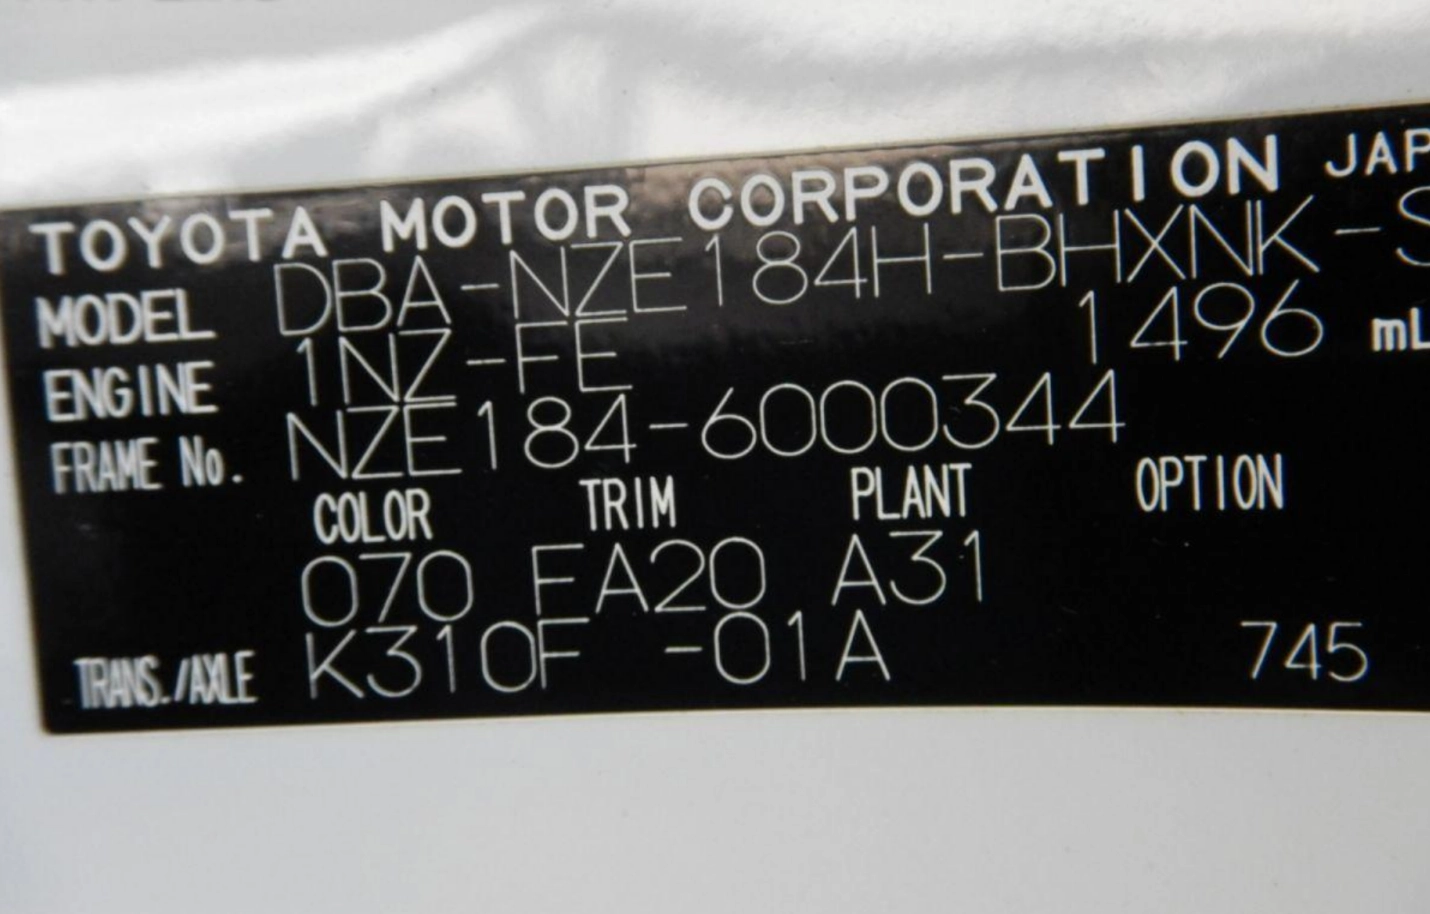 TOYOTA MOTOR CORPORATION JAP
MODEL DBA-NZE184H-BHXNK-S
ENGINE 1NZ-FE 1496 mL
FRAME No. NZE184-6000344
COLOR TRIM PLANT OPTION
070 FA20 A31
TRANS./AXLE K310F -01A 745